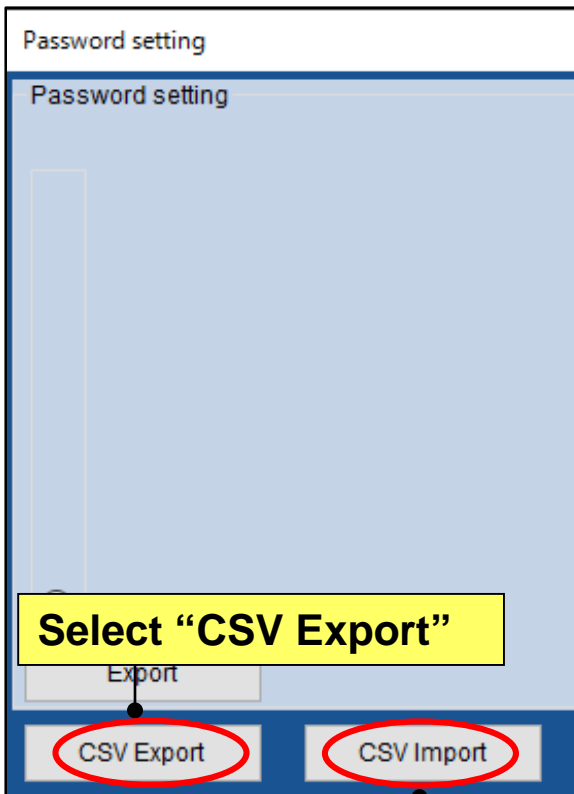 Password setting
Password setting
Select “CSV Export”
Export
CSV Export
CSV Import